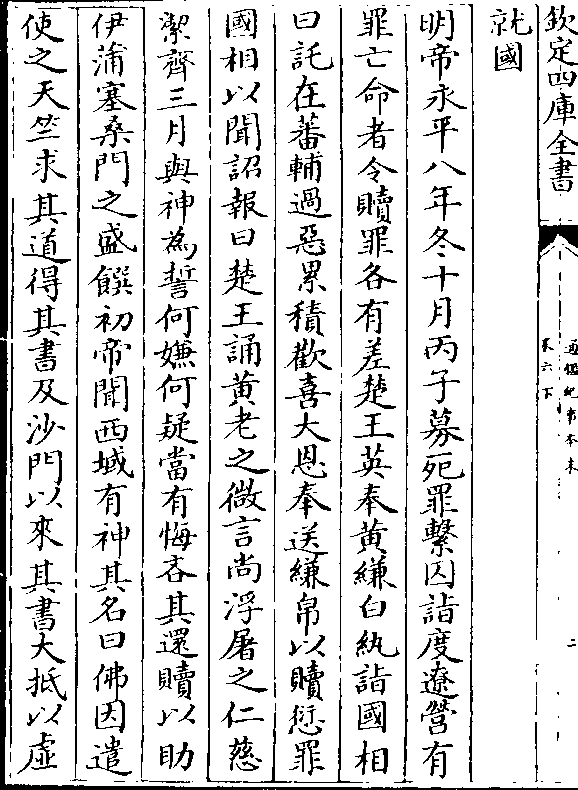 欽定四庫全書
通鑑紀事本末
卷六下
二
就國
明帝永平八年冬十月丙子募死罪繫囚詣度遼營有
罪亡命者令贖罪各有差楚王英奉黄縑白紈詣國相
曰託在蕃輔過惡累積歡喜大恩奉送縑帛以贖愆罪
國相以聞詔報曰楚王誦黄老之微言尚浮屠之仁慈
潔齊三月與神為誓何嫌何疑當有悔吝其還贖以助
伊蒲塞桑門之盛饌初帝聞西域有神其名曰佛因遣
使之天竺求其道得其書及沙門以來其書大抵以虛